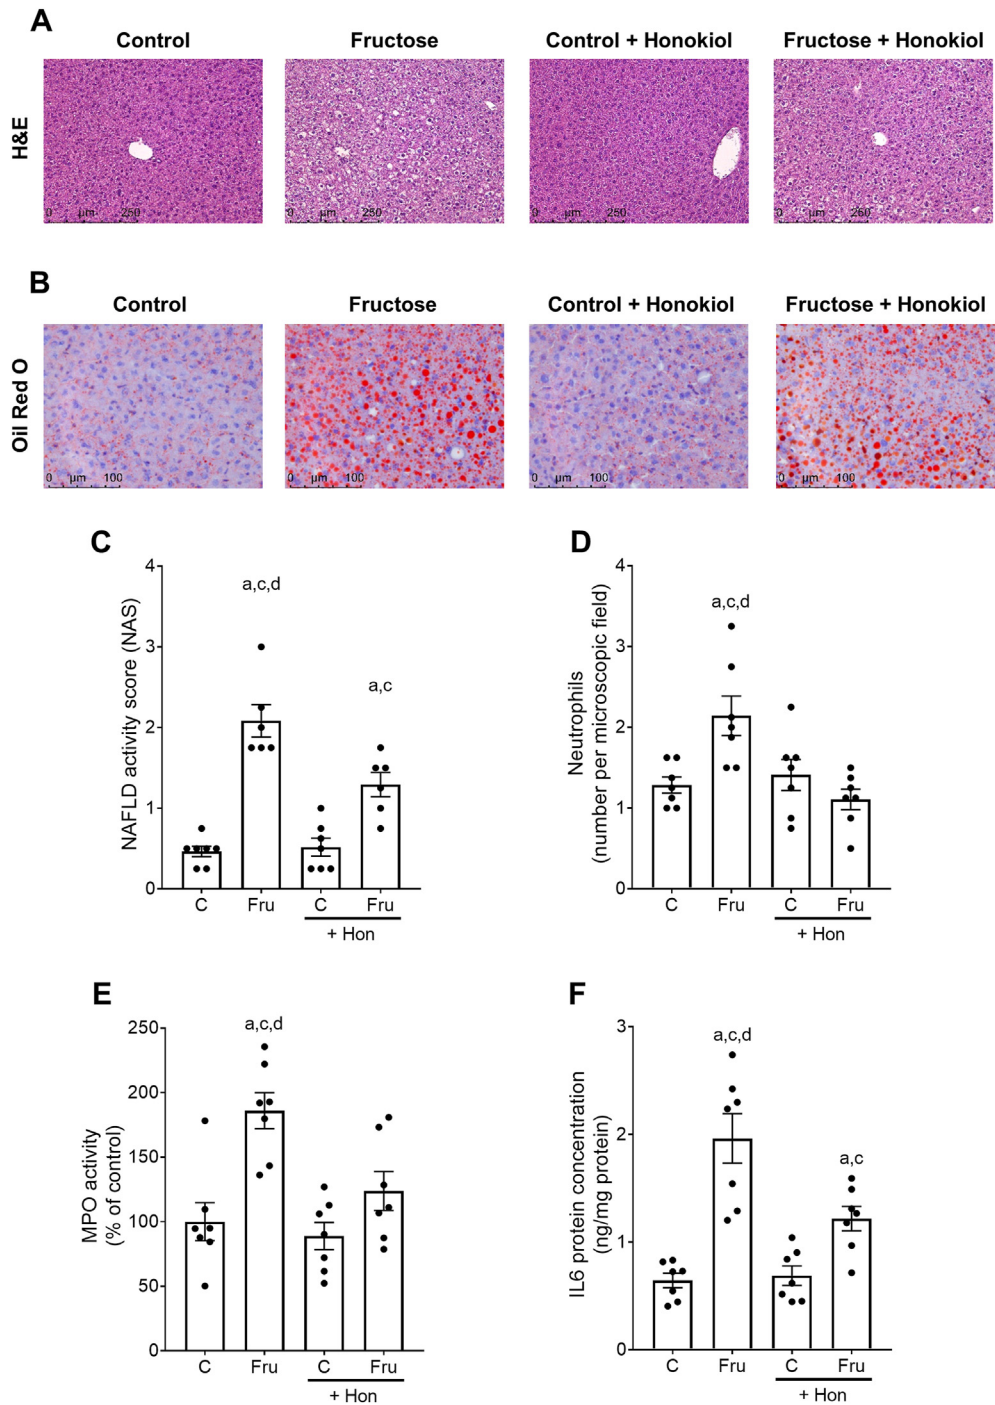 A
Control
Fructose
Control + Honokiol
Fructose + Honokiol
H&E
0 µm 250
0 µm 250
0 µm 250
0 µm 250
B
Control
Fructose
Control + Honokiol
Fructose + Honokiol
Oil Red O
0 µm 100
0 µm 100
0 µm 100
0 µm 100
C
NAFLD activity score (NAS)
4
3
2
1
0
a,c,d
a,c
C Fru C Fru
+ Hon
D
Neutrophils
(number per microscopic field)
4
3
2
1
0
a,c,d
C Fru C Fru
+ Hon
E
MPO activity
(% of control)
250
200
150
100
50
0
a,c,d
C Fru C Fru
+ Hon
F
IL6 protein concentration
(ng/mg protein)
3
2
1
0
a,c,d
a,c
C Fru C Fru
+ Hon